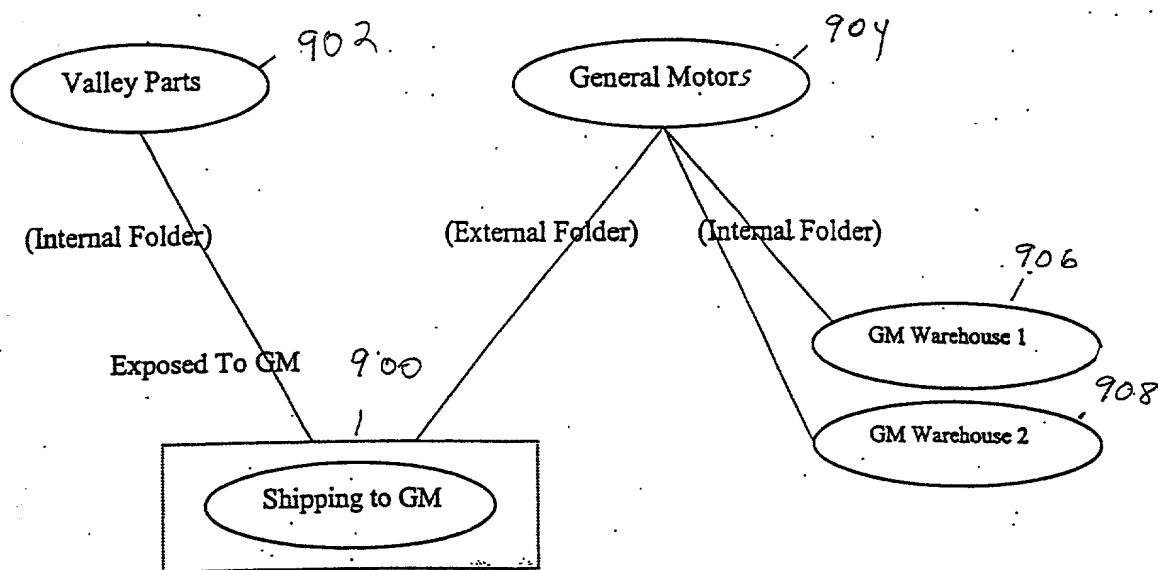 902
904
Valley Parts
General Motors
(Internal Folder)
(External Folder)
(Internal Folder)
906
Exposed To GM
900
GM Warehouse 1
908
GM Warehouse 2
Shipping to GM